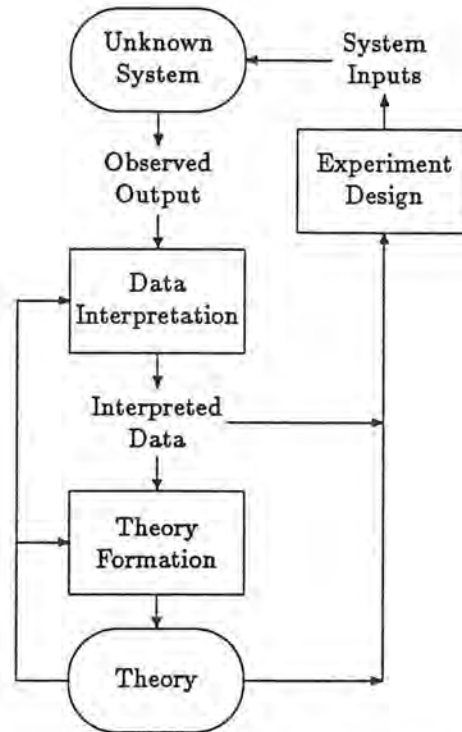 Unknown
System
System
Inputs
Observed
Output
Experiment
Design
Data
Interpretation
Interpreted
Data
Theory
Formation
Theory